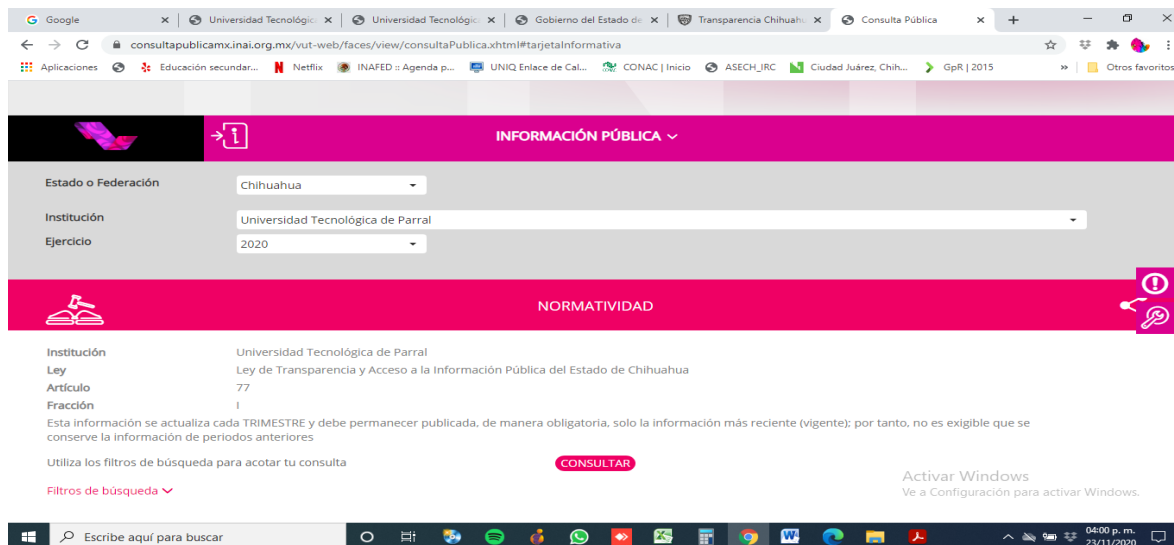 Google
Universidad Tecnológic
Universidad Tecnológic
Gobierno del Estado de
Transparencia Chihuahu
Consulta Pública
consultapublicamx.inai.org.mx/vut-web/faces/view/consultaPublica.xhtml#tarjetaInformativa
Aplicaciones Educación secundar... Netflix INAFED :: Agenda p... UNIQ Enlace de Cal... CONAC | Inicio ASECH_IRC Ciudad Juárez, Chih... GpR | 2015 » Otros favoritos
INFORMACIÓN PÚBLICA
Estado o Federación Chihuahua
Institución Universidad Tecnológica de Parral
Ejercicio 2020
NORMATIVIDAD
Institución Universidad Tecnológica de Parral
Ley Ley de Transparencia y Acceso a la Información Pública del Estado de Chihuahua
Artículo 77
Fracción I
Esta información se actualiza cada TRIMESTRE y debe permanecer publicada, de manera obligatoria, solo la información más reciente (vigente); por tanto, no es exigible que se
conserve la información de periodos anteriores
Utiliza los filtros de búsqueda para acotar tu consulta CONSULTAR
Filtros de búsqueda
Activar Windows
Ve a Configuración para activar Windows.
Escribe aquí para buscar
04:00 p. m.
23/11/2020